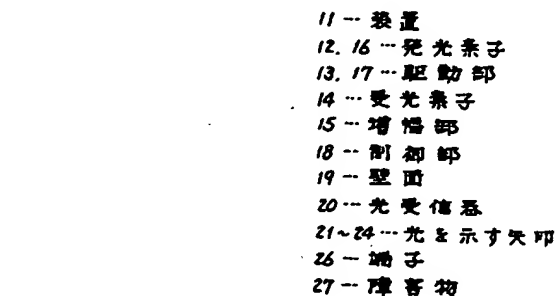 11…装置
12, 16…発光素子
13, 17…駆動部
14…受光素子
15…増幅部
18…制御部
19…壁面
20…光受信器
21~24…光を示す矢印
26…端子
27…障害物